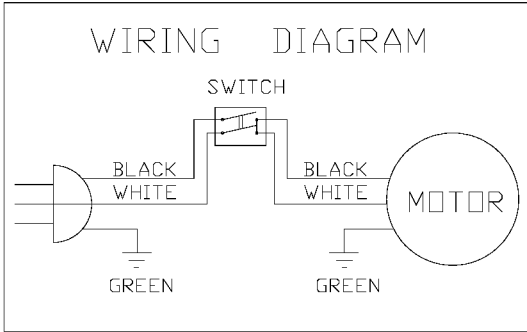 WIRING DIAGRAM
SWITCH
BLACK
WHITE
GREEN
BLACK
WHITE
GREEN
MOTOR